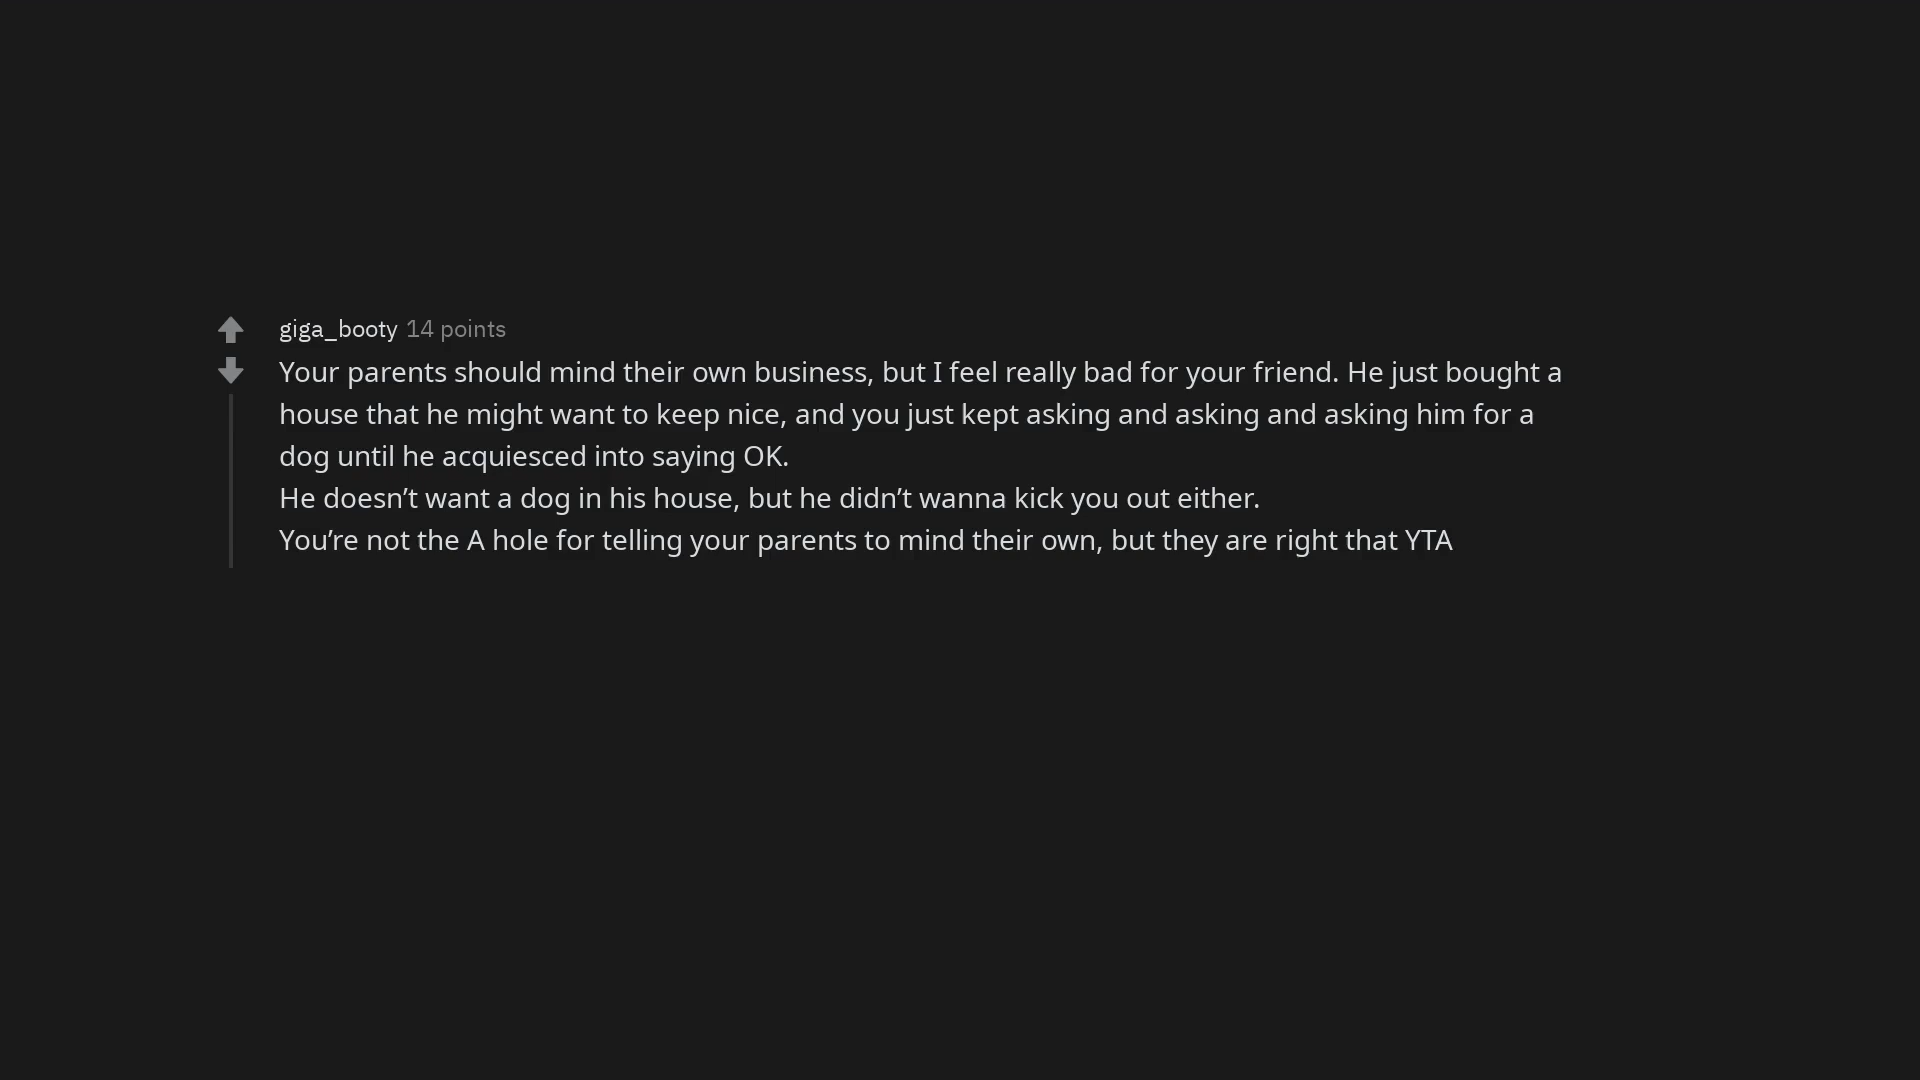 giga_booty 14 points
Your parents should mind their own business, but I feel really bad for your friend. He just bought a
house that he might want to keep nice, and you just kept asking and asking and asking him for a
dog until he acquiesced into saying OK.
He doesn’t want a dog in his house, but he didn’t wanna kick you out either.
You’re not the A hole for telling your parents to mind their own, but they are right that YTA